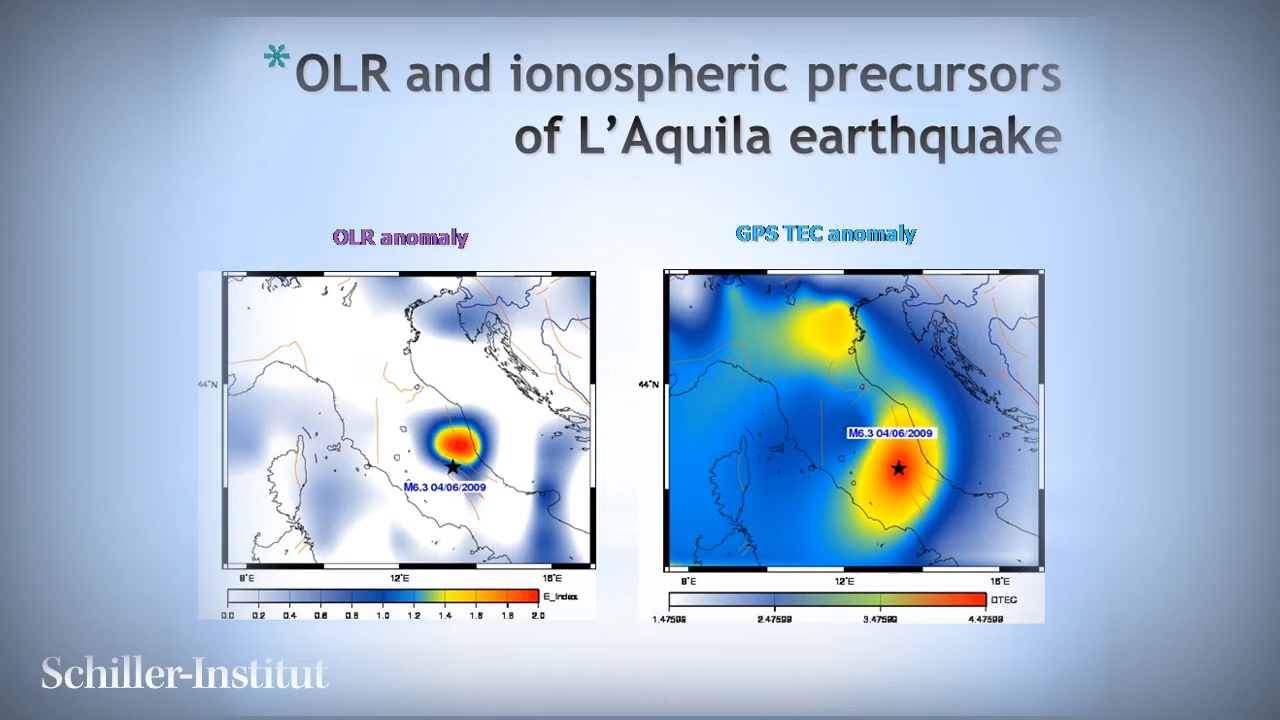 *OLR and ionospheric precursors
of L’Aquila earthquake
OLR anomaly
GPS TEC anomaly
44°N
M6.3 04/06/2009
8°E
12°E
16°E
E_Index
0.0 0.2 0.4 0.6 0.8 1.0 1.2 1.4 1.6 1.8 2.0
44°N
M6.3 04/06/2009
8°E
12°E
16°E
DTEC
1.47599 2.47599 3.47599 4.47599
Schiller-Institut